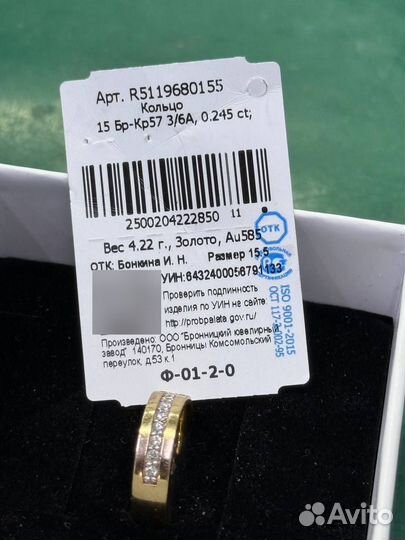 Арт. R5119680155
Кольцо
15 Бр-Кр57 3/6А, 0.245 ct;
2500204222850 11
Вес 4.22 г., Золото, Au585
ОТК: Бонкина И. Н. Размер 15.5
УИН:6432400056791133
Проверить подлинность
изделия по УИН на сайте:
http://probpalata.gov.ru/
Произведено: ООО "Бронницкий ювелирный
завод" 140170, Бронницы Комсомольский
переулок, д.53 к.1
Ф-01-2-0
ОТК
ISO 9001-2015
ОСТ 117-3-002-95
Avito